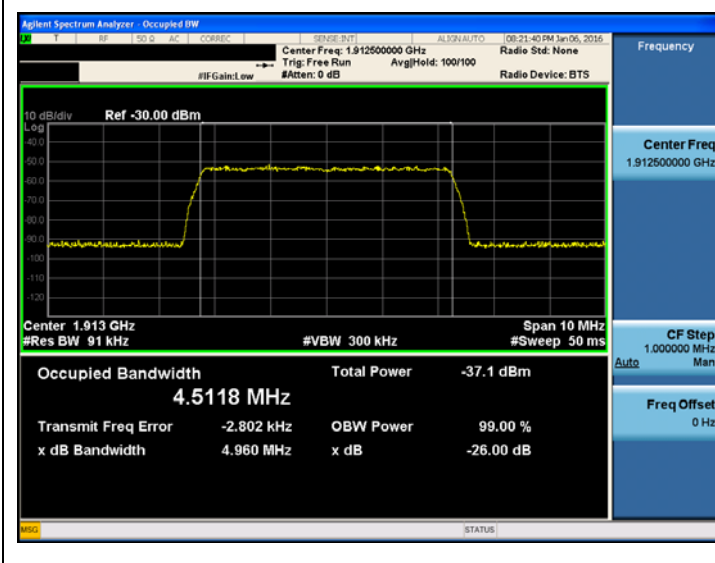 Agilent Spectrum Analyzer - Occupied BW
T RF 50 Ω AC CORREC SENSE:INT ALIGN AUTO 08:21:40 PM Jan 06, 2016
Center Freq: 1.912500000 GHz Radio Std: None
Trig: Free Run Avg|Hold: 100/100
#IFGain:Low #Atten: 0 dB Radio Device: BTS
Frequency
10 dB/div Ref -30.00 dBm
Log
-40.0
-50.0
-60.0
-70.0
-80.0
-90.0
-100
-110
-120
Center 1.913 GHz Span 10 MHz
#Res BW 91 kHz #VBW 300 kHz #Sweep 50 ms
Occupied Bandwidth Total Power -37.1 dBm
4.5118 MHz
Transmit Freq Error -2.802 kHz OBW Power 99.00 %
x dB Bandwidth 4.960 MHz x dB -26.00 dB
Center Freq
1.912500000 GHz
CF Step
1.000000 MHz
Auto Man
Freq Offset
0 Hz
MSG STATUS